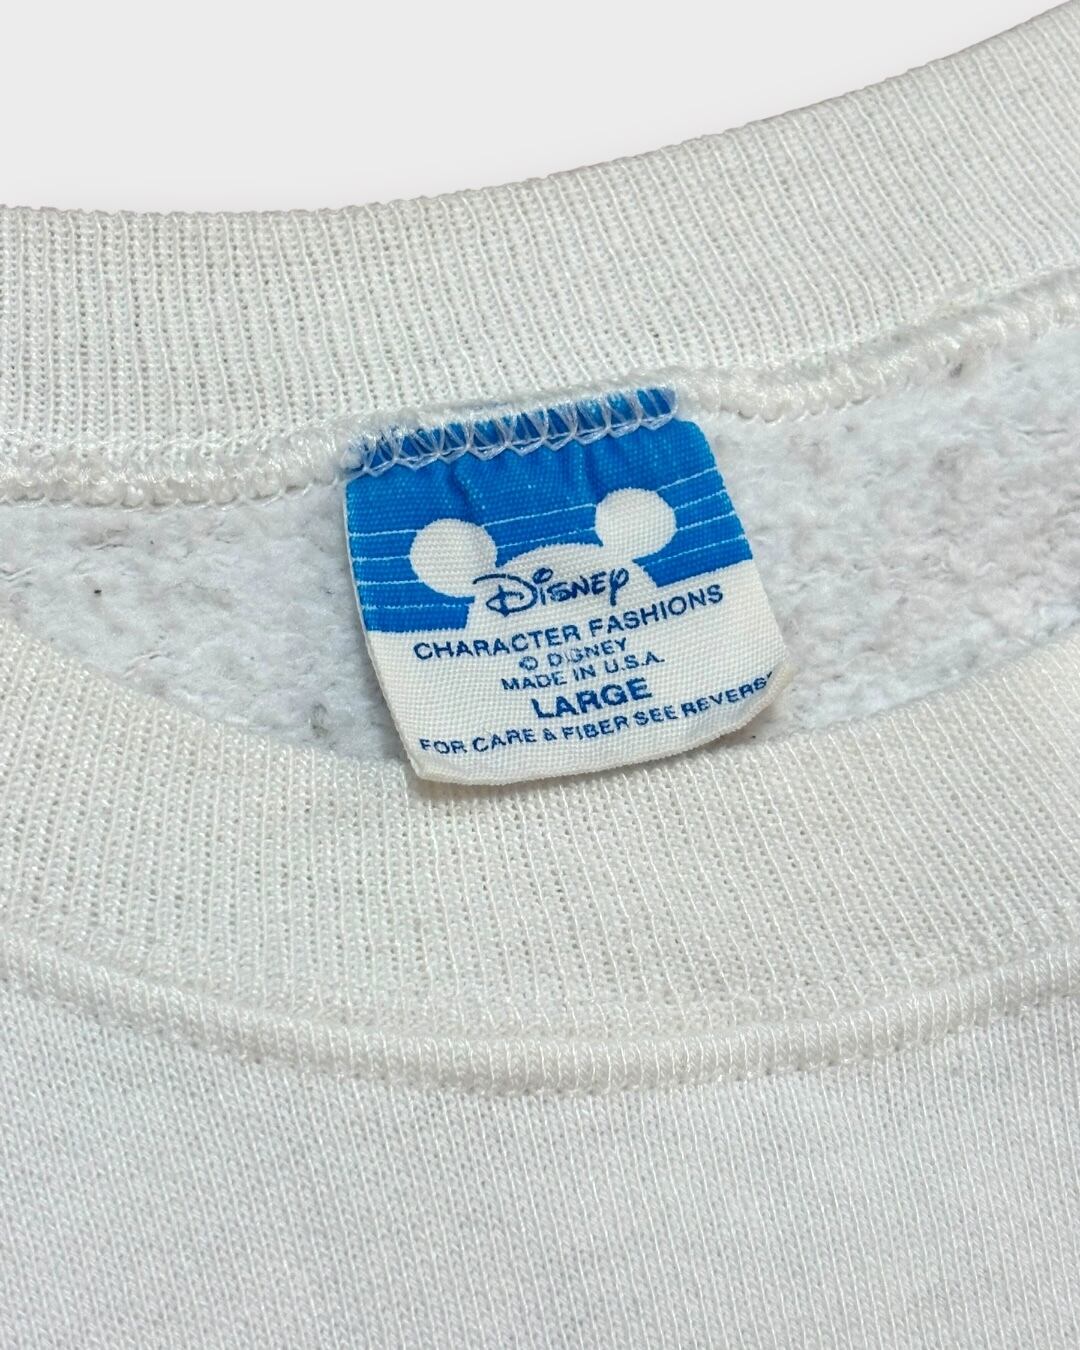 Disney
CHARACTER FASHIONS
© DISNEY
MADE IN U.S.A.
LARGE
FOR CARE & FIBER SEE REVERSE